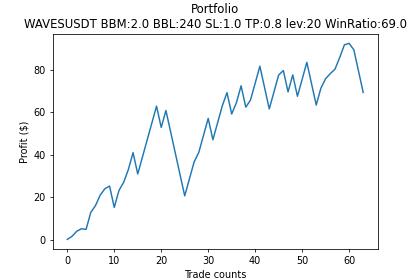 Portfolio
WAVESUSDT BBM:2.0 BBL:240 SL:1.0 TP:0.8 lev:20 WinRatio:69.0
Profit ($)
80
60
40
20
0
0 10 20 30 40 50 60
Trade counts